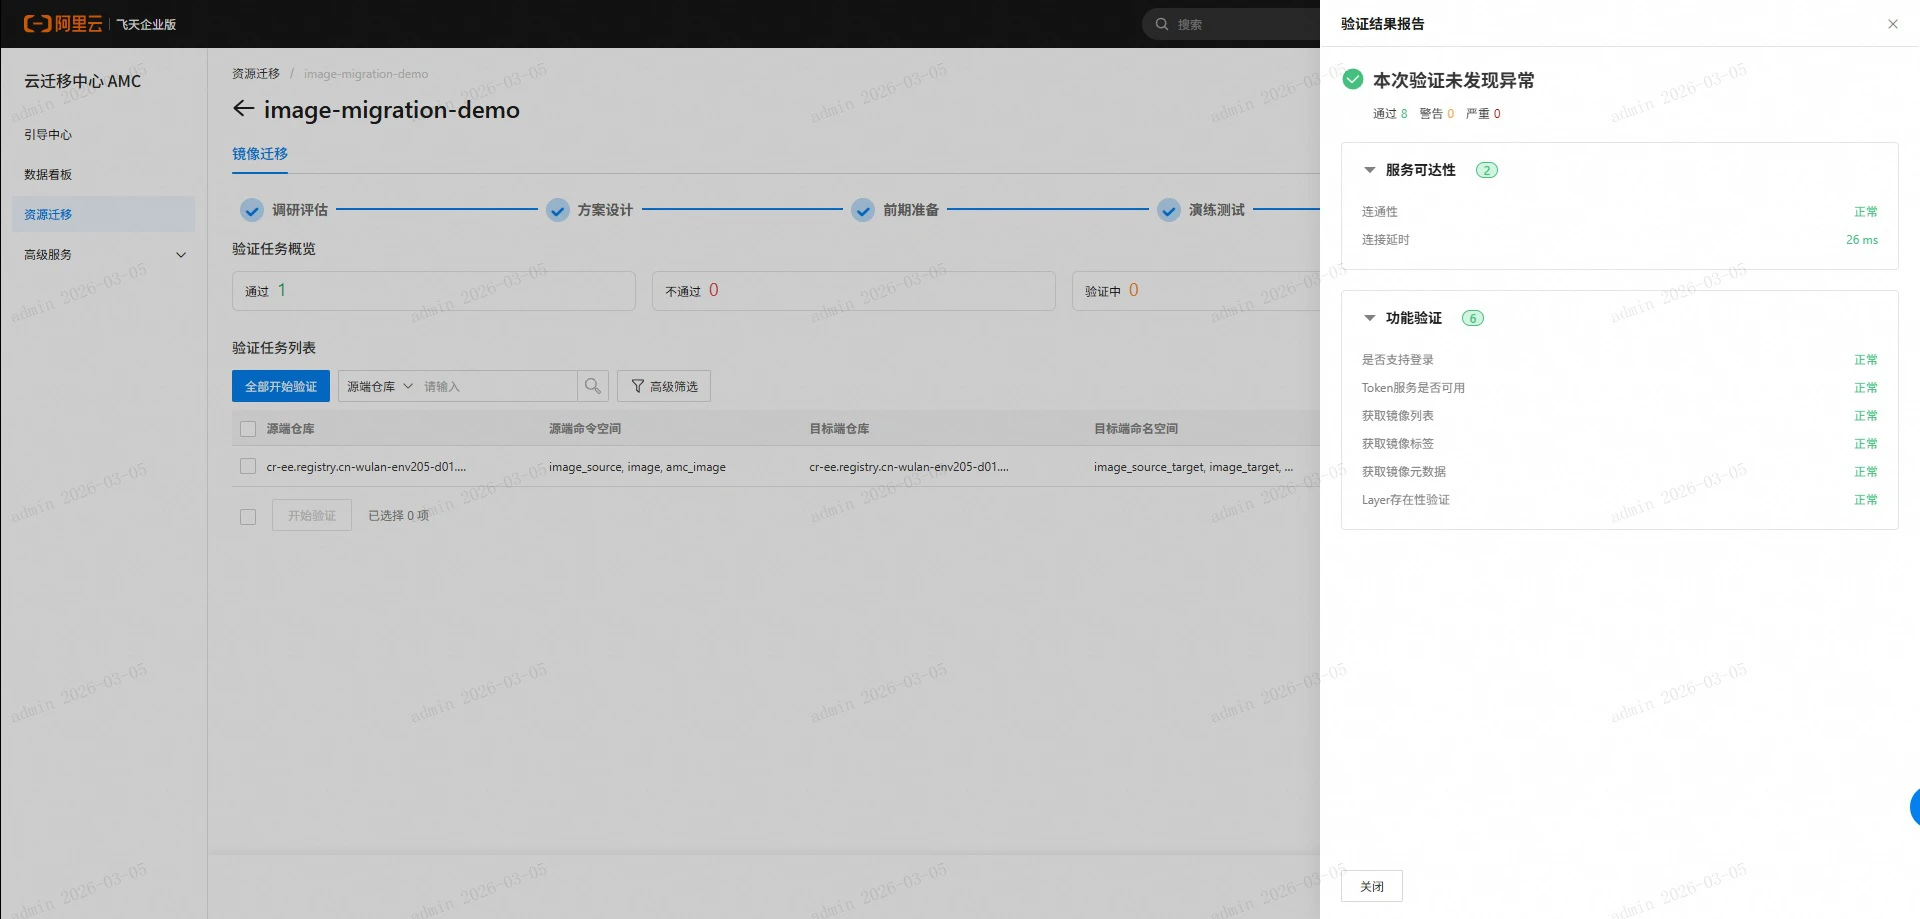 阿里云 | 飞天企业版
搜索
云迁移中心 AMC
引导中心
数据看板
资源迁移
高级服务
资源迁移 / image-migration-demo
image-migration-demo
镜像迁移
调研评估
方案设计
前期准备
演练测试
验证任务概览
通过 1
不通过 0
验证中 0
验证任务列表
全部开始验证
源端仓库
请输入
高级筛选
源端仓库 源端命令空间 目标端仓库 目标端命名空间
cr-ee.registry.cn-wulan-env205-d01.... image_source, image, amc_image cr-ee.registry.cn-wulan-env205-d01.... image_source_target, image_target, ...
开始验证 已选择 0 项
验证结果报告
本次验证未发现异常
通过 8 警告 0 严重 0
服务可达性 2
连通性 正常
连接延时 26 ms
功能验证 6
是否支持登录 正常
Token服务是否可用 正常
获取镜像列表 正常
获取镜像标签 正常
获取镜像元数据 正常
Layer存在性验证 正常
关闭
admin 2026-03-05